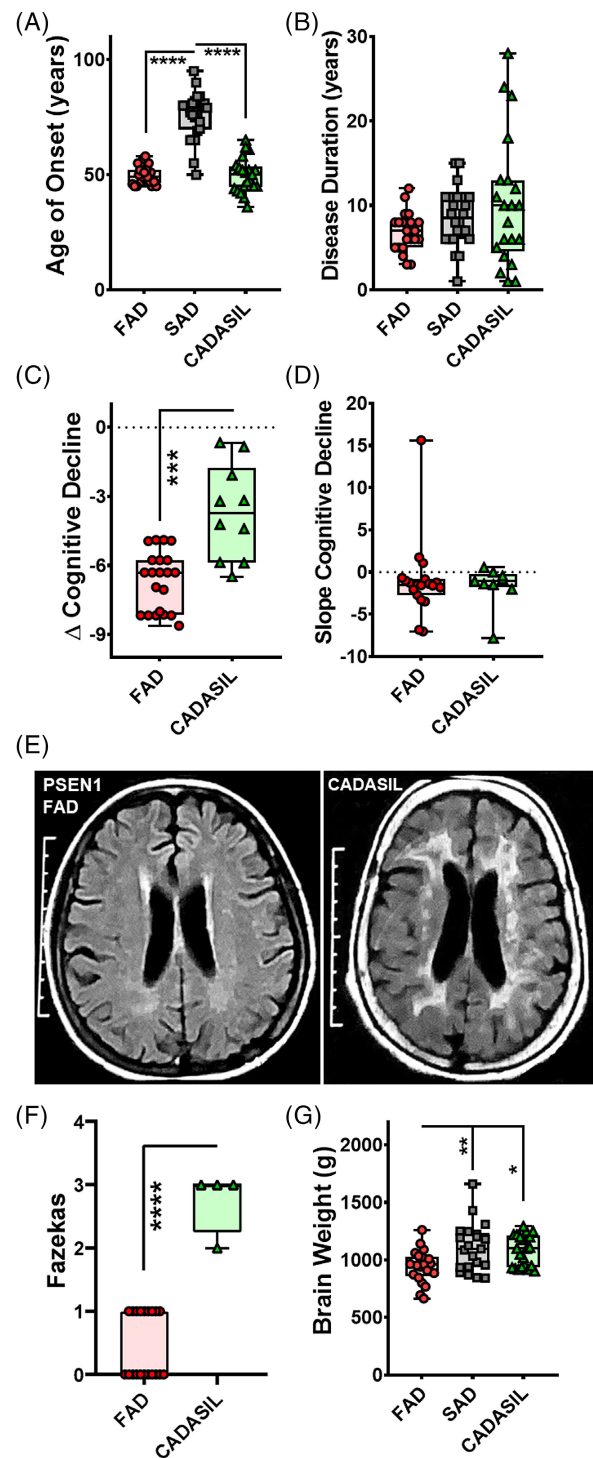 (A)
Age of Onset (years)
100
50
0
****
****
FAD
SAD
CADASIL
(B)
Disease Duration (years)
30
20
10
0
FAD
SAD
CADASIL
(C)
Δ Cognitive Decline
0
-3
-6
-9
***
FAD
CADASIL
(D)
Slope Cognitive Decline
20
15
10
5
0
-5
-10
FAD
CADASIL
(E)
PSEN1
FAD
CADASIL
(F)
Fazekas
4
3
2
1
0
****
FAD
CADASIL
(G)
Brain Weight (g)
2000
1500
1000
500
0
**
*
FAD
SAD
CADASIL